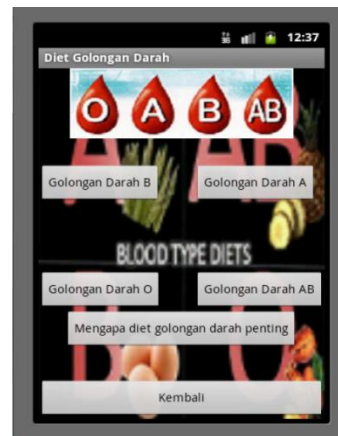 12:37
Diet Golongan Darah
O A B AB
A AB
Golongan Darah B Golongan Darah A
BLOOD TYPE DIETS
Golongan Darah O Golongan Darah AB
Mengapa diet golongan darah penting
B O
Kembali